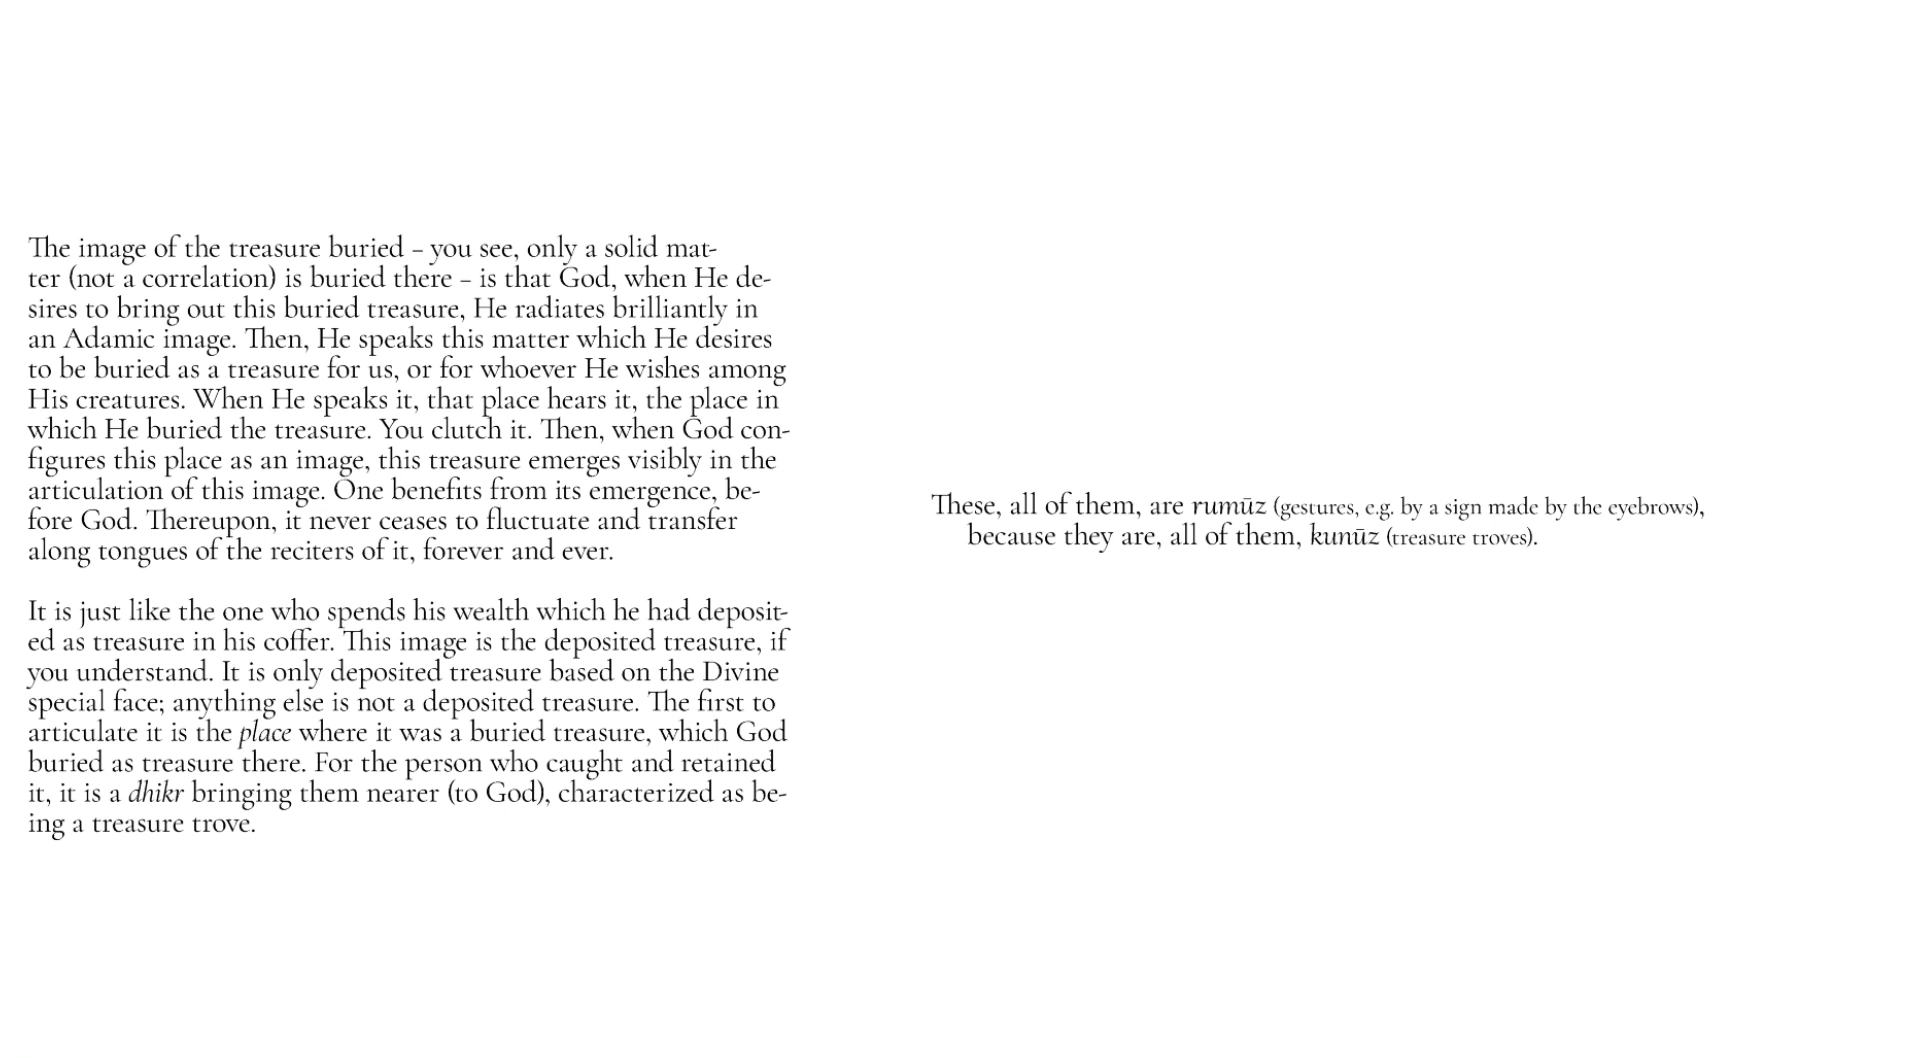 The image of the treasure buried – you see, only a solid mat-
ter (not a correlation) is buried there – is that God, when He de-
sires to bring out this buried treasure, He radiates brilliantly in
an Adamic image. Then, He speaks this matter which He desires
to be buried as a treasure for us, or for whoever He wishes among
His creatures. When He speaks it, that place hears it, the place in
which He buried the treasure. You clutch it. Then, when God con-
figures this place as an image, this treasure emerges visibly in the
articulation of this image. One benefits from its emergence, be-
fore God. Thereupon, it never ceases to fluctuate and transfer
along tongues of the reciters of it, forever and ever.
It is just like the one who spends his wealth which he had deposit-
ed as treasure in his coffer. This image is the deposited treasure, if
you understand. It is only deposited treasure based on the Divine
special face; anything else is not a deposited treasure. The first to
articulate it is the place where it was a buried treasure, which God
buried as treasure there. For the person who caught and retained
it, it is a dhikr bringing them nearer (to God), characterized as be-
ing a treasure trove.
These, all of them, are rumūz (gestures, e.g. by a sign made by the eyebrows),
because they are, all of them, kunūz (treasure troves).